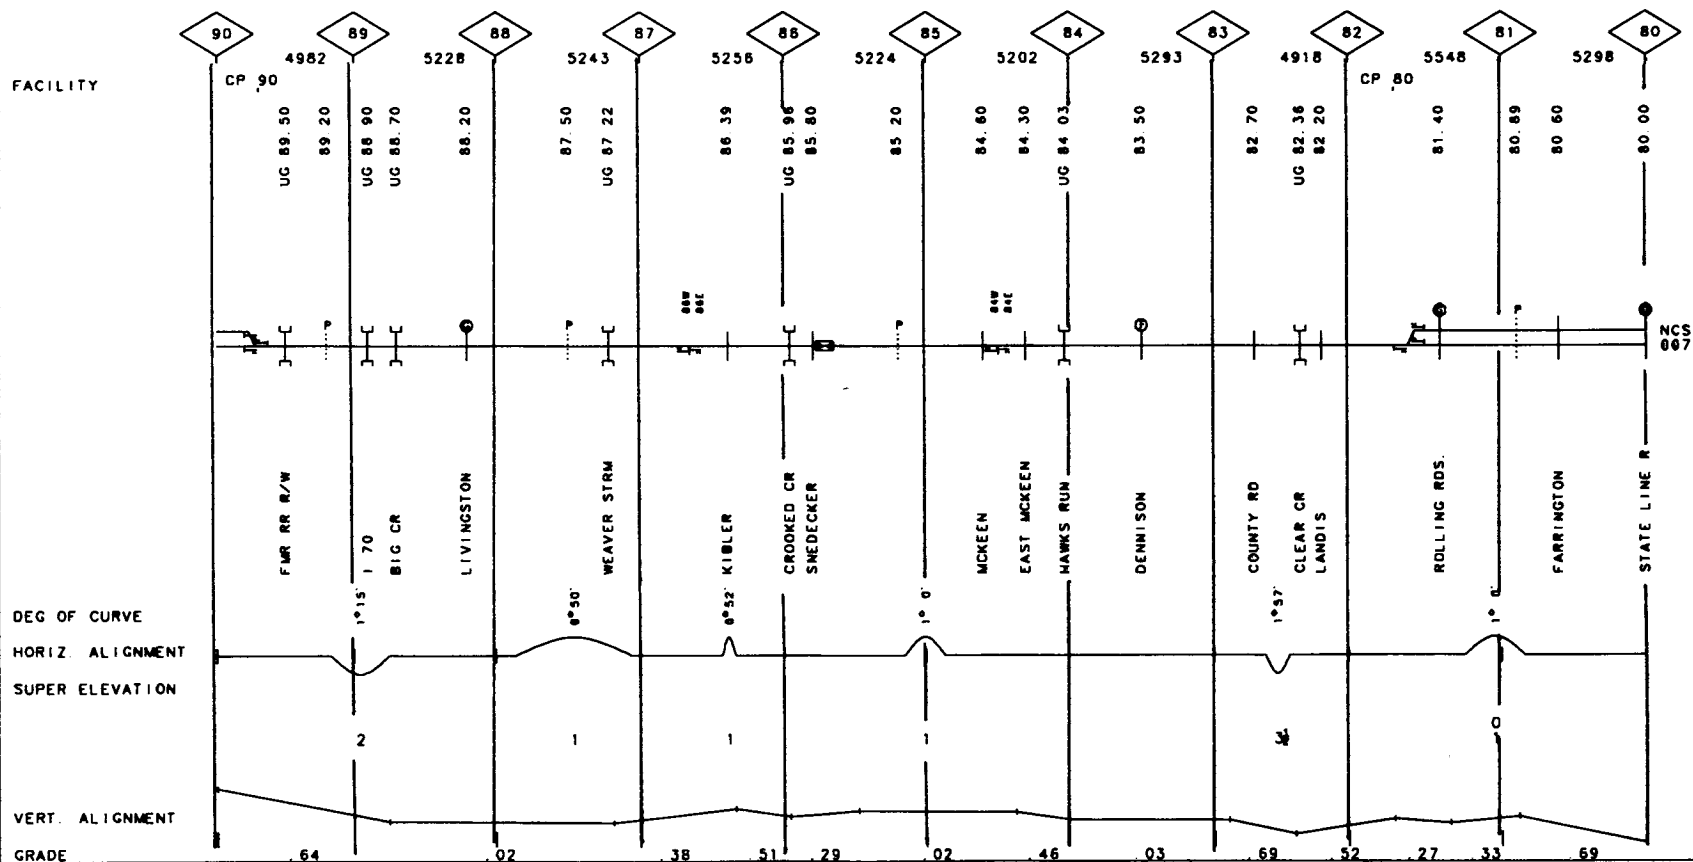 90 89 88 87 86 85 84 83 82 81 80
4982 5228 5243 5256 5224 5202 5293 4918 5548 5298
FACILITY
CP 90 CP 80
UG 89.50 89.20 UG 88 90 UG 88.70 88.20 87.50 UG 87 22 86.39 UG 85.96 85.80 85 20 84.60 84.30 UG 84 03 83.50 82.70 UG 82.36 82 20 81.40 80.89 80 60 80.00
86W 84W
86E 84E
P P P P
NCS
007
FMR RR R/W I 70 BIG CR LIVINGSTON WEAVER STRM KIBLER CROOKED CR SNEDECKER MCKEEN EAST MCKEEN HAWKS RUN DENNISON COUNTY RD CLEAR CR LANDIS ROLLING RDS. FARRINGTON STATE LINE R
DEG OF CURVE 1°15' 0°50' 0°52' 1° 0' 1°57' 1° 0'
HORIZ. ALIGNMENT
SUPER ELEVATION
2 1 1 1 0
VERT. ALIGNMENT
GRADE .64 .02 .38 .51 .29 .02 .46 .03 .69 .52 .27 .33 .69